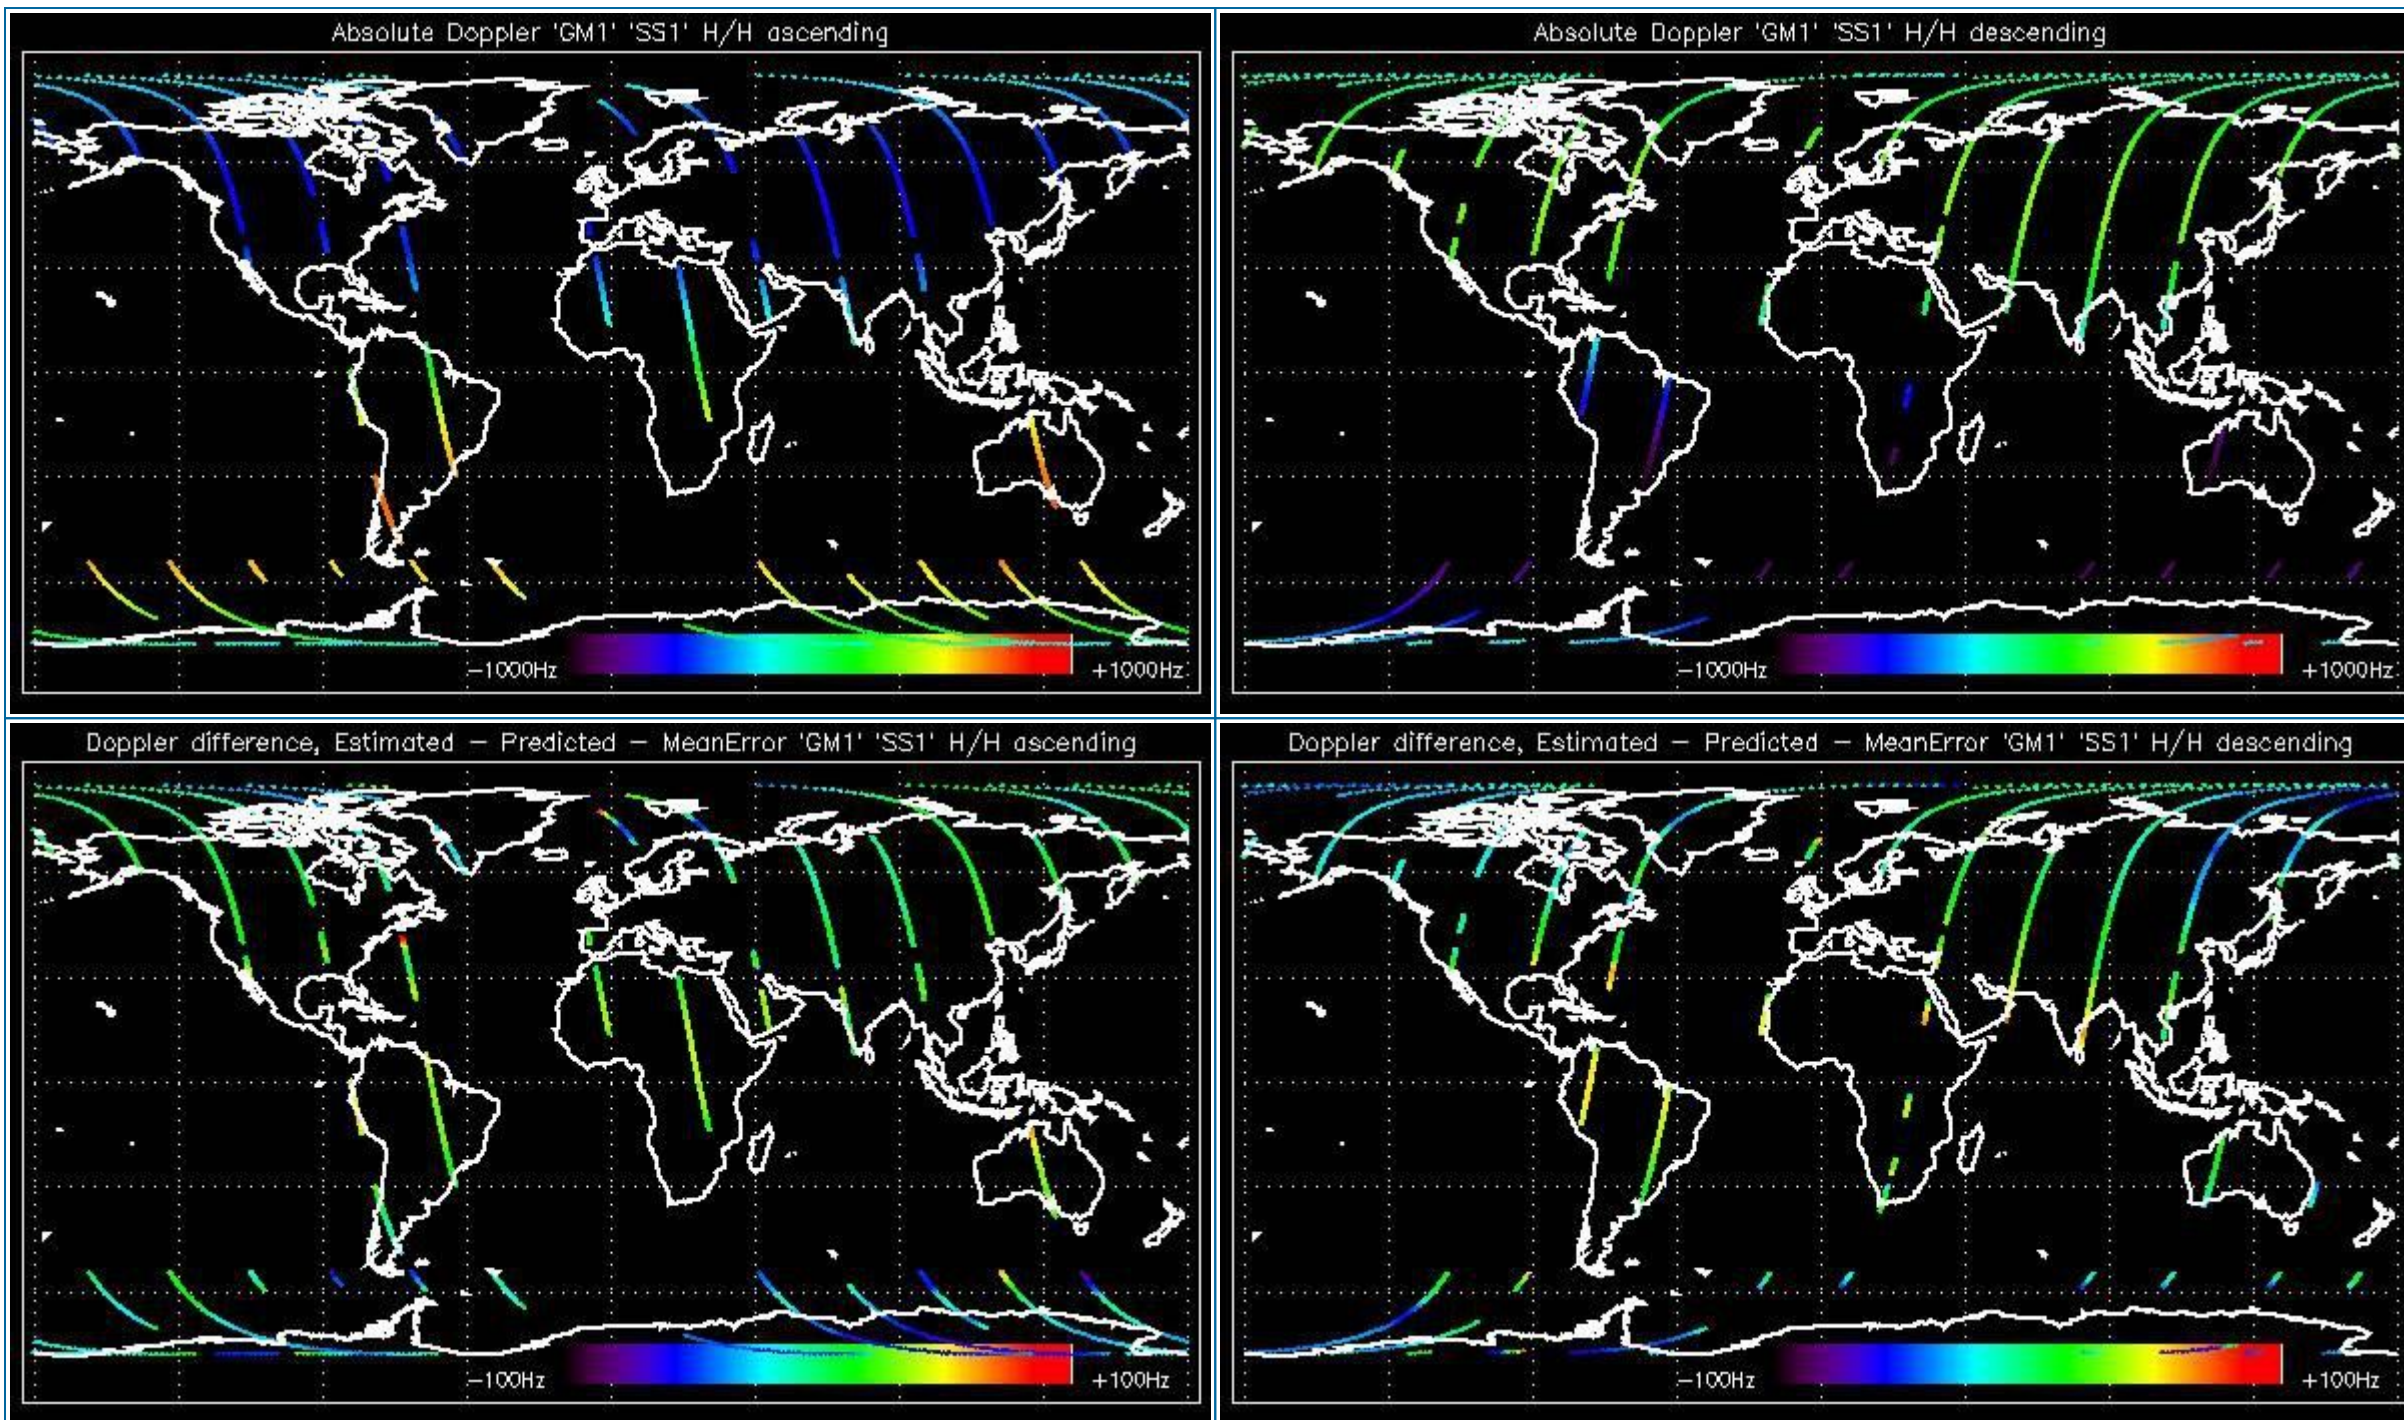 Absolute Doppler 'GM1' 'SS1' H/H ascending
-1000Hz
+1000Hz
Absolute Doppler 'GM1' 'SS1' H/H descending
-1000Hz
+1000Hz
Doppler difference, Estimated - Predicted - MeanError 'GM1' 'SS1' H/H ascending
-100Hz
+100Hz
Doppler difference, Estimated - Predicted - MeanError 'GM1' 'SS1' H/H descending
-100Hz
+100Hz